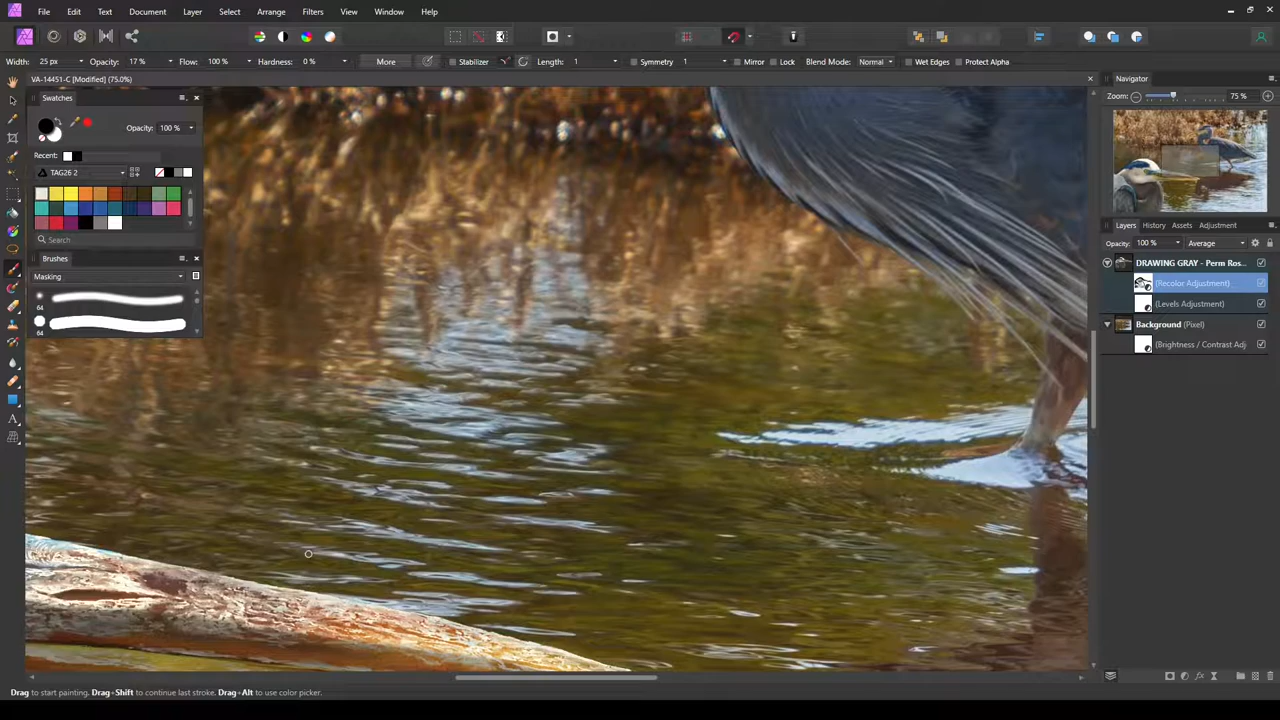 File Edit Text Document Layer Select Arrange Filters View Window Help
Width: 25 px Opacity: 17 % Flow: 100 % Hardness: 0 % More Stabilizer Length: 1 Symmetry 1 Mirror Lock Blend Mode: Normal Wet Edges Protect Alpha
VA-14451-C [Modified] (75.0%)
Navigator
Zoom: 75 %
Swatches
Opacity: 100 %
Recent:
TAG26 2
Search
Brushes
Masking
64
64
Layers History Assets Adjustment
Opacity: 100 % Average
DRAWING GRAY - Perm Ros...
(Recolor Adjustment)
(Levels Adjustment)
Background (Pixel)
(Brightness / Contrast Adj
Drag to start painting. Drag+Shift to continue last stroke. Drag+Alt to use color picker.